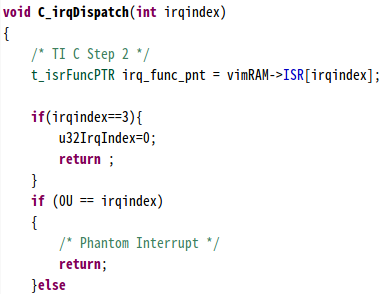 void C_irqDispatch(int irqindex)
{
/* TI C Step 2 */
t_isrFuncPTR irq_func_pnt = vimRAM->ISR[irqindex];
if(irqindex==3){
u32IrqIndex=0;
return ;
}
if (0U == irqindex)
{
/* Phantom Interrupt */
return;
}else